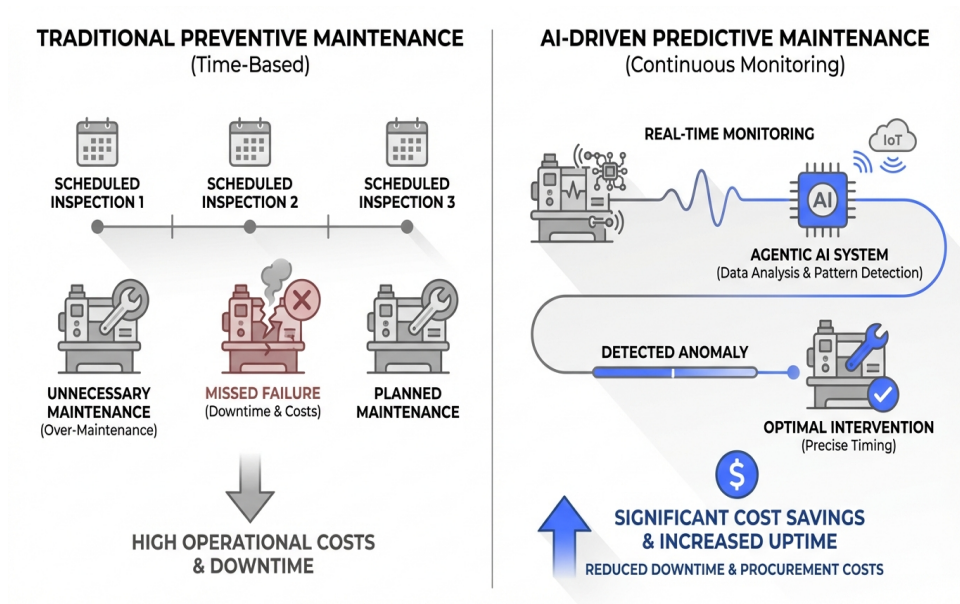 TRADITIONAL PREVENTIVE MAINTENANCE
(Time-Based)
SCHEDULED
INSPECTION 1
SCHEDULED
INSPECTION 2
SCHEDULED
INSPECTION 3
UNNECESSARY
MAINTENANCE
(Over-Maintenance)
MISSED FAILURE
(Downtime & Costs)
PLANNED
MAINTENANCE
HIGH OPERATIONAL COSTS
& DOWNTIME
AI-DRIVEN PREDICTIVE MAINTENANCE
(Continuous Monitoring)
REAL-TIME MONITORING
IoT
AI
AGENTIC AI SYSTEM
(Data Analysis & Pattern Detection)
DETECTED ANOMALY
OPTIMAL INTERVENTION
(Precise Timing)
$
SIGNIFICANT COST SAVINGS
& INCREASED UPTIME
REDUCED DOWNTIME & PROCUREMENT COSTS